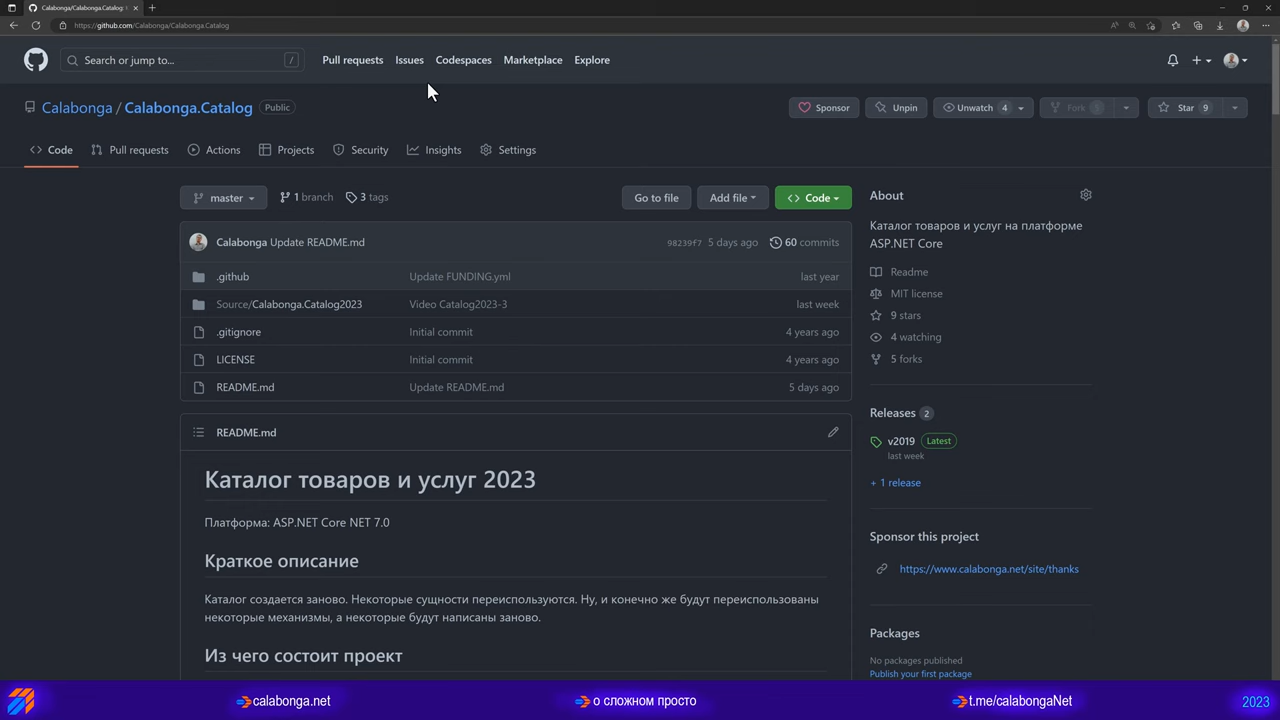 Calabonga/Calabonga.Catalog:
https://github.com/Calabonga/Calabonga.Catalog
Search or jump to...
/
Pull requests
Issues
Codespaces
Marketplace
Explore
Calabonga / Calabonga.Catalog
Public
Sponsor
Unpin
Unwatch 4
Fork
Star 9
Code
Pull requests
Actions
Projects
Security
Insights
Settings
master
1 branch
3 tags
Go to file
Add file
Code
Calabonga Update README.md
98239f7 5 days ago
60 commits
.github
Update FUNDING.yml
last year
Source/Calabonga.Catalog2023
Video Catalog2023-3
last week
.gitignore
Initial commit
4 years ago
LICENSE
Initial commit
4 years ago
README.md
Update README.md
5 days ago
README.md
Каталог товаров и услуг 2023
Платформа: ASP.NET Core NET 7.0
Краткое описание
Каталог создается заново. Некоторые сущности переиспользуются. Ну, и конечно же будут переиспользованы
некоторые механизмы, а некоторые будут написаны заново.
Из чего состоит проект
About
Каталог товаров и услуг на платформе
ASP.NET Core
Readme
MIT license
9 stars
4 watching
5 forks
Releases 2
v2019 Latest
last week
+ 1 release
Sponsor this project
https://www.calabonga.net/site/thanks
Packages
No packages published
Publish your first package
calabonga.net
о сложном просто
t.me/calabongaNet
2023